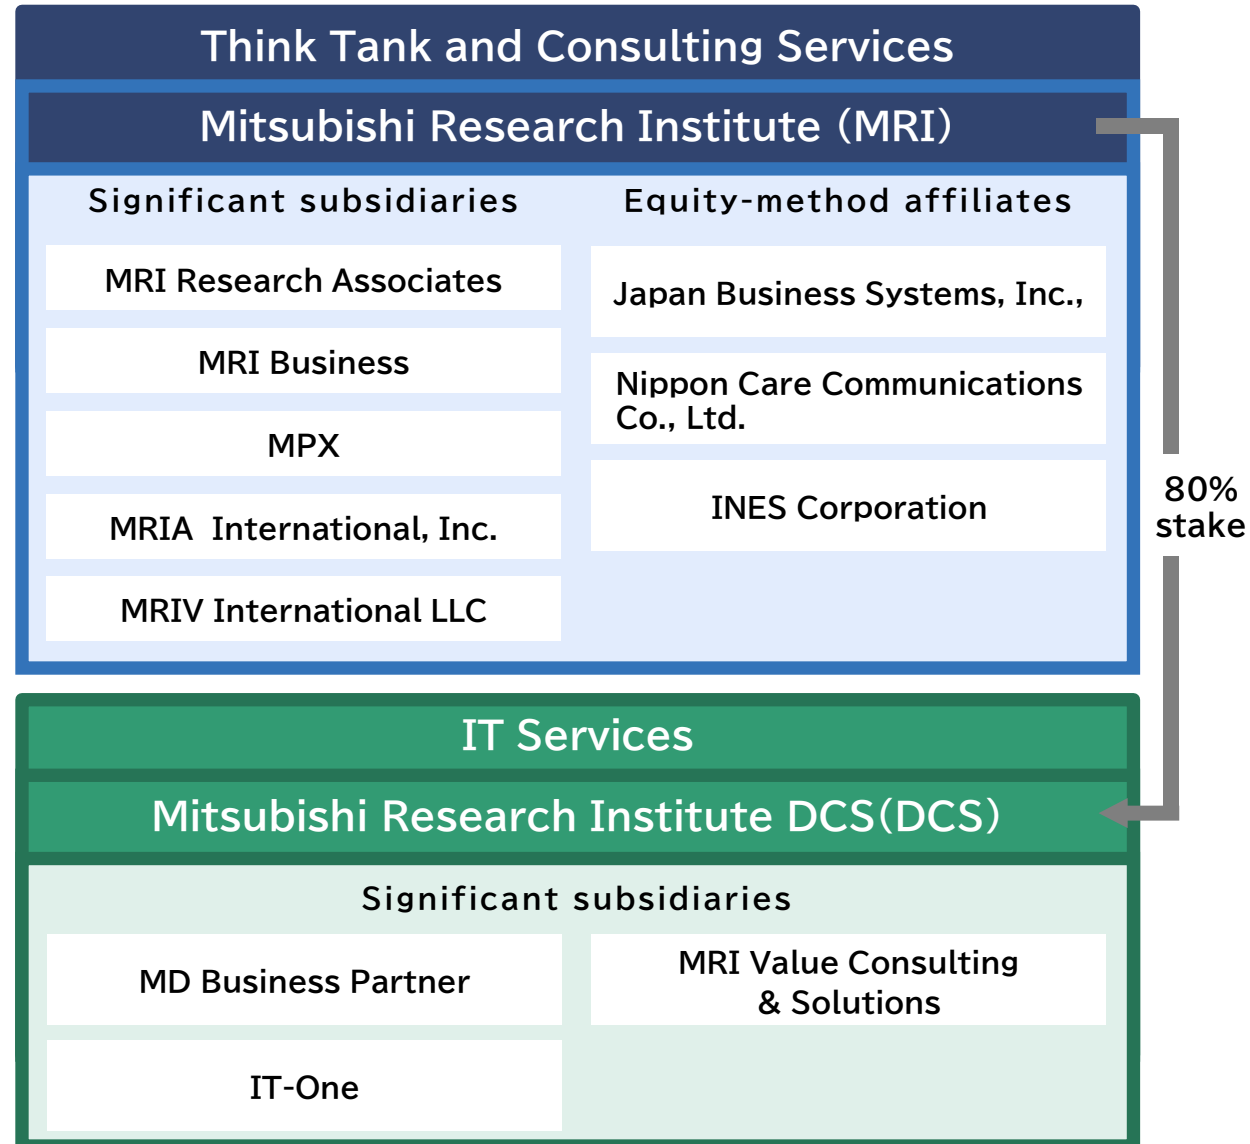 Think Tank and Consulting Services
Mitsubishi Research Institute (MRI)
Significant subsidiaries
MRI Research Associates
MRI Business
MPX
MRIA International, Inc.
MRIV International LLC
Equity-method affiliates
Japan Business Systems, Inc.,
Nippon Care Communications
Co., Ltd.
INES Corporation
80%
stake
IT Services
Mitsubishi Research Institute DCS(DCS)
Significant subsidiaries
MD Business Partner
MRI Value Consulting
& Solutions
IT-One